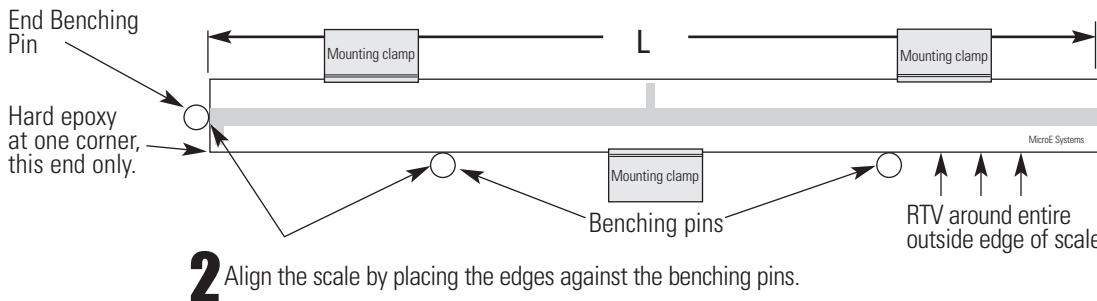 End Benching
Pin
Mounting clamp
L
Mounting clamp
Hard epoxy
at one corner,
this end only.
MicroE Systems
Mounting clamp
Benching pins
RTV around entire
outside edge of scale
2 Align the scale by placing the edges against the benching pins.